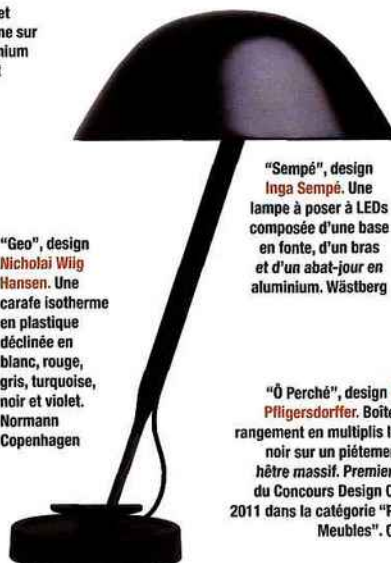 et
ne sur
nium
"Sempé", design
Inga Sempé. Une
lampe à poser à LEDs
composée d'une base
en fonte, d'un bras
et d'un abat-jour en
aluminium. Wästberg
"Geo", design
Nicholai Wiig
Hansen. Une
carafe isotherme
en plastique
déclinée en
blanc, rouge,
gris, turquoise,
noir et violet.
Normann
Copenhagen
"Ô Perché", design
Pfligersdorffer. Boîte
rangement en multiplis
noir sur un piétemen
hêtre massif. Premier
du Concours Design
2011 dans la catégorie
Meubles".